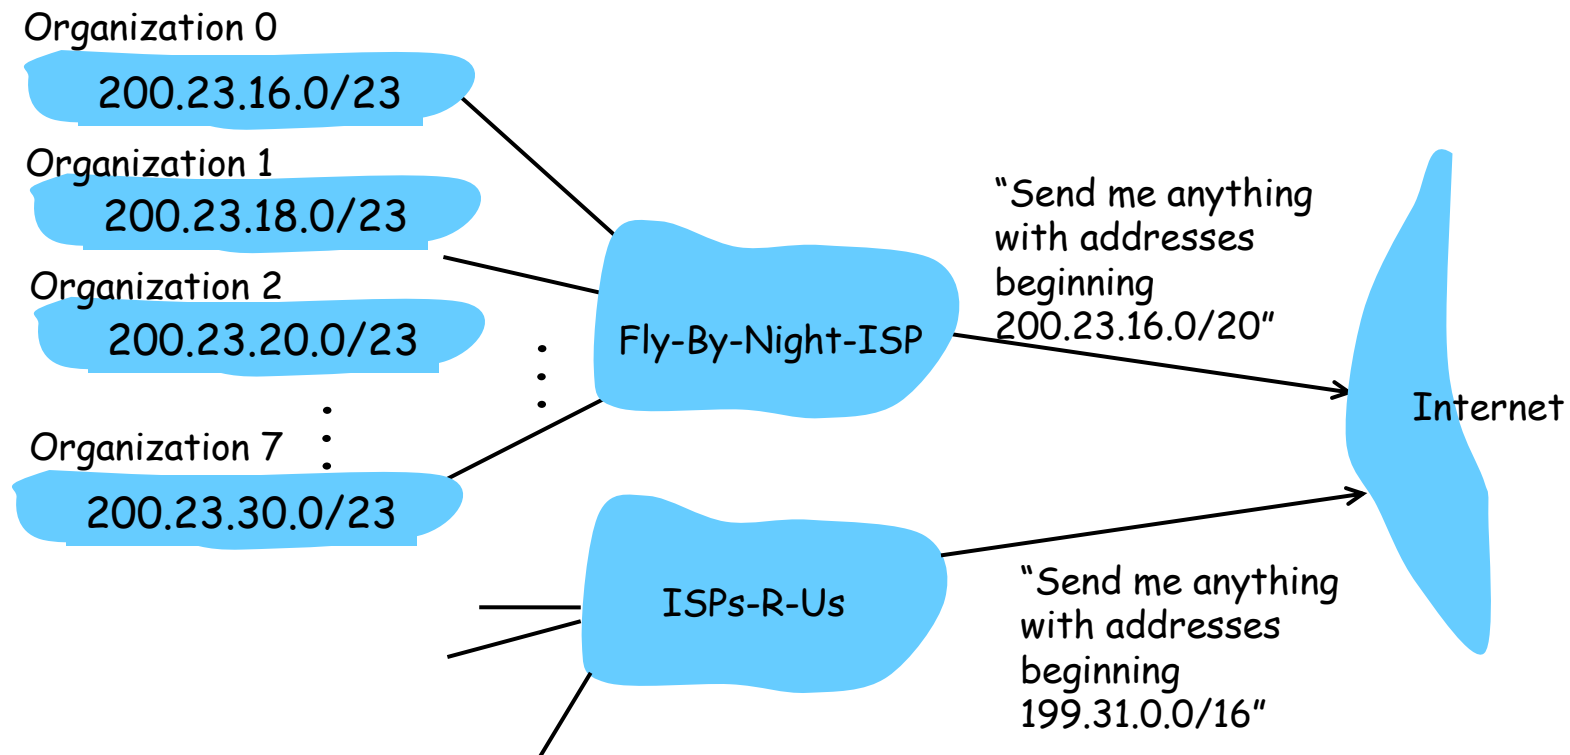 Organization 0
200.23.16.0/23
Organization 1
200.23.18.0/23
Organization 2
200.23.20.0/23
Organization 7
200.23.30.0/23
Fly-By-Night-ISP
“Send me anything
with addresses
beginning
200.23.16.0/20”
Internet
ISPs-R-Us
“Send me anything
with addresses
beginning
199.31.0.0/16”